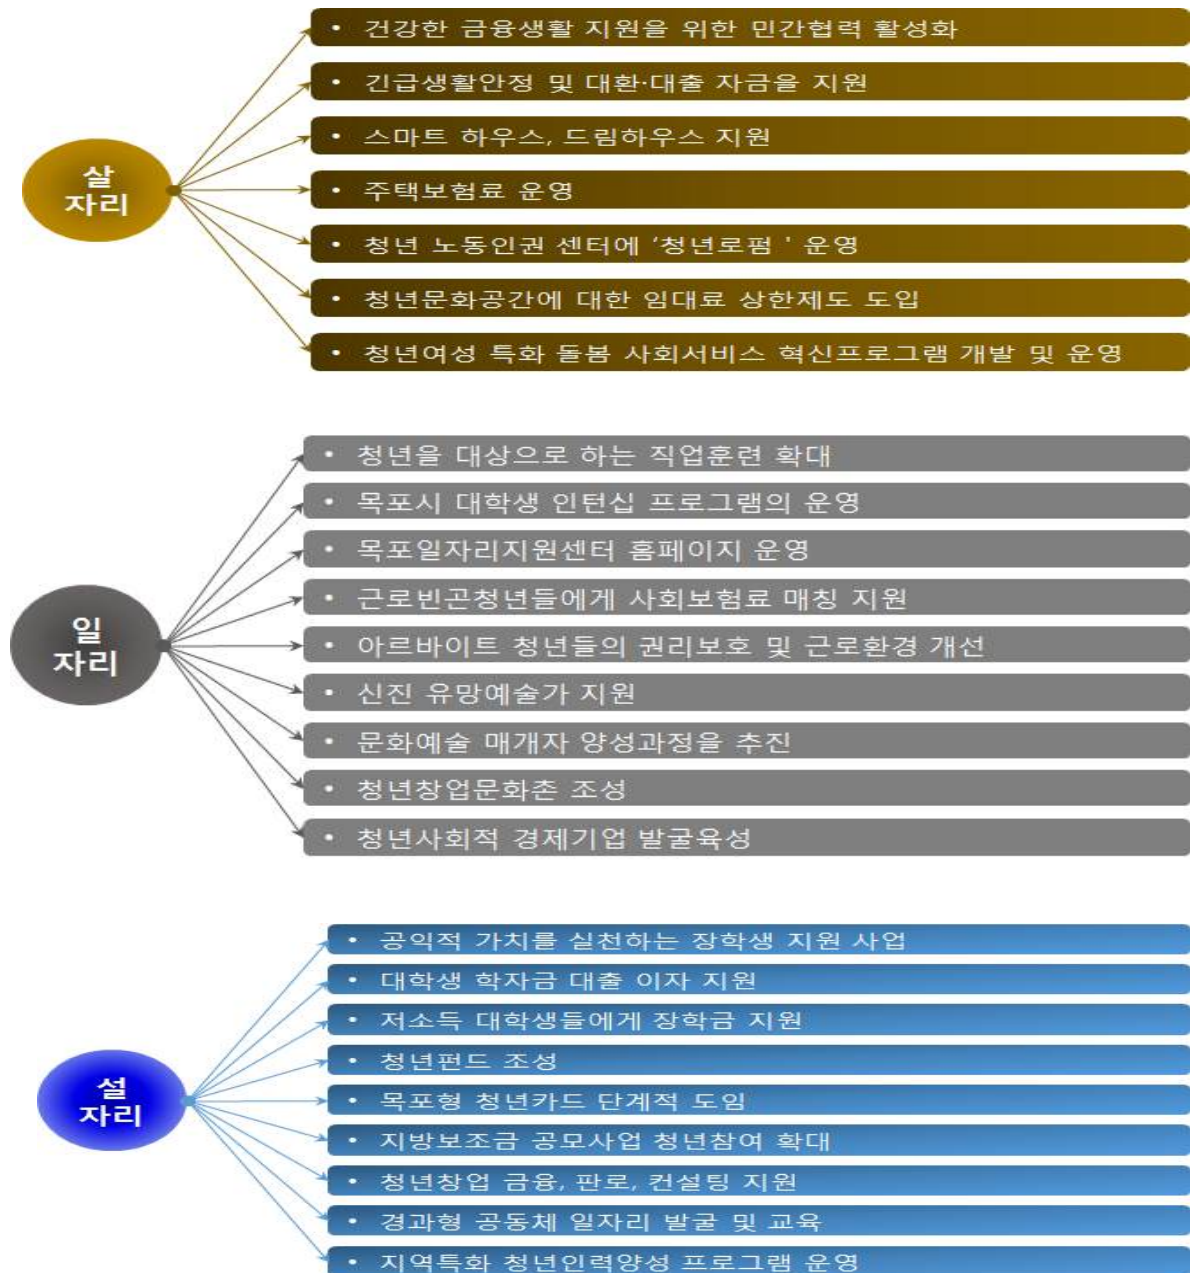 살
자리
• 건강한 금융생활 지원을 위한 민간협력 활성화
• 긴급생활안정 및 대환·대출 자금을 지원
• 스마트 하우스, 드림하우스 지원
• 주택보험료 운영
• 청년 노동인권 센터에 ‘청년로펌 ' 운영
• 청년문화공간에 대한 임대료 상한제도 도입
• 청년여성 특화 돌봄 사회서비스 혁신프로그램 개발 및 운영
일
자리
• 청년을 대상으로 하는 직업훈련 확대
• 목포시 대학생 인턴십 프로그램의 운영
• 목포일자리지원센터 홈페이지 운영
• 근로빈곤청년들에게 사회보험료 매칭 지원
• 아르바이트 청년들의 권리보호 및 근로환경 개선
• 신진 유망예술가 지원
• 문화예술 매개자 양성과정을 추진
• 청년창업문화촌 조성
• 청년사회적 경제기업 발굴육성
설
자리
• 공익적 가치를 실천하는 장학생 지원 사업
• 대학생 학자금 대출 이자 지원
• 저소득 대학생들에게 장학금 지원
• 청년펀드 조성
• 목포형 청년카드 단계적 도임
• 지방보조금 공모사업 청년참여 확대
• 청년창업 금융, 판로, 컨설팅 지원
• 경과형 공동체 일자리 발굴 및 교육
• 지역특화 청년인력양성 프로그램 운영